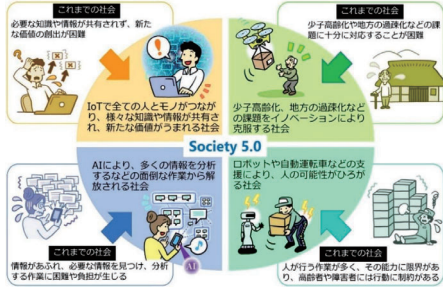 これまでの社会
必要な知識や情報が共有されず、新た
な価値の創出が困難
これまでの社会
少子高齢化や地方の過疎化などの課
題に十分に対応することが困難
IoTで全ての人とモノがつなが
り、様々な知識や情報が共有さ
れ、新たな価値がうまれる社会
少子高齢化、地方の過疎化など
の課題をイノベーションにより
克服する社会
Society 5.0
AIにより、多くの情報を分析
するなどの面倒な作業から解
放される社会
ロボットや自動運転車などの支
援により、人の可能性がひろが
る社会
AI
これまでの社会
情報があふれ、必要な情報を見つけ、分析
する作業に困難や負担が生じる
これまでの社会
人が行う作業が多く、その能力に限界があ
り、高齢者や障害者には行動に制約がある